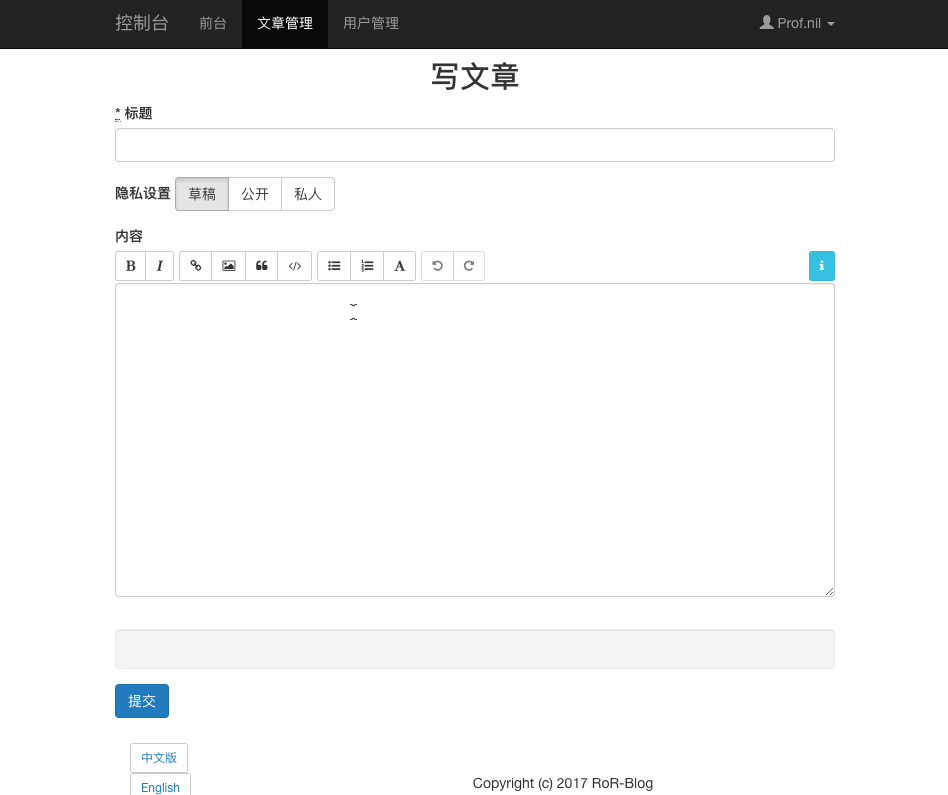 控制台 前台 文章管理 用户管理 Prof.nil
写文章
* 标题
隐私设置 草稿 公开 私人
内容
B I A i
提交
中文版
English
Copyright (c) 2017 RoR-Blog